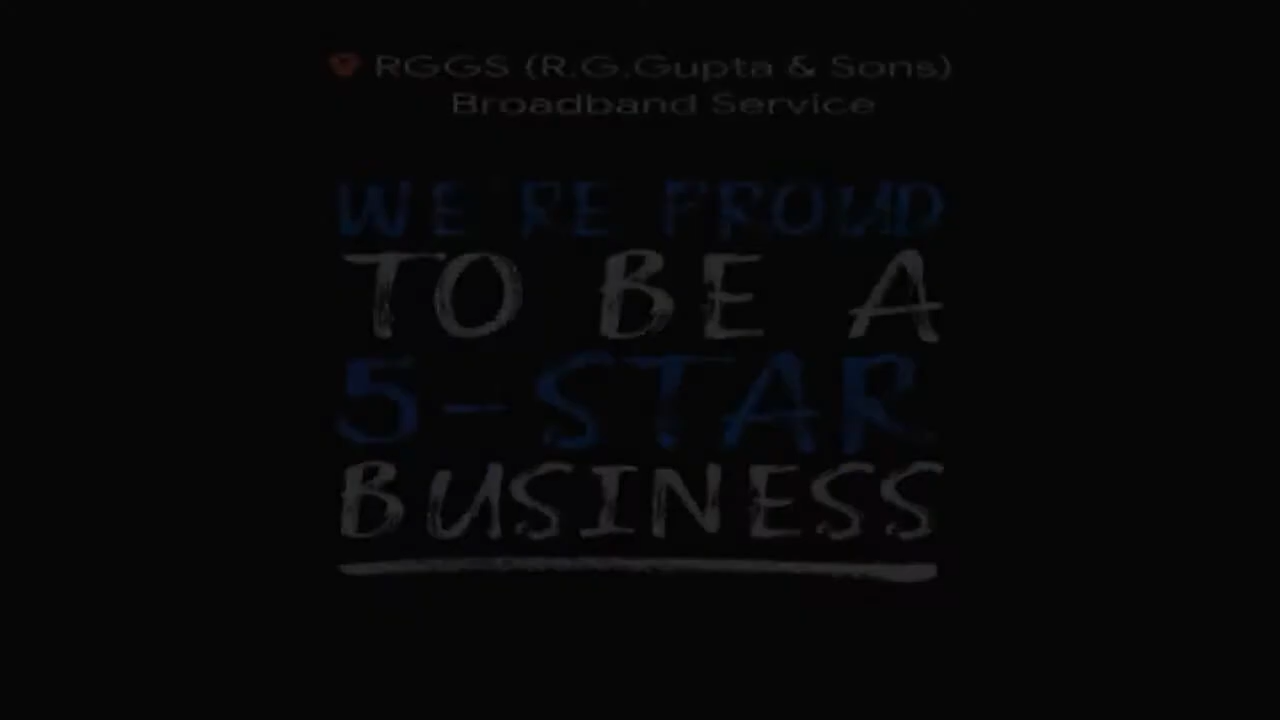 RGGS (R.G.Gupta & Sons)
Broadband Service
WE'RE PROUD
TO BE A
5-STAR
BUSINESS